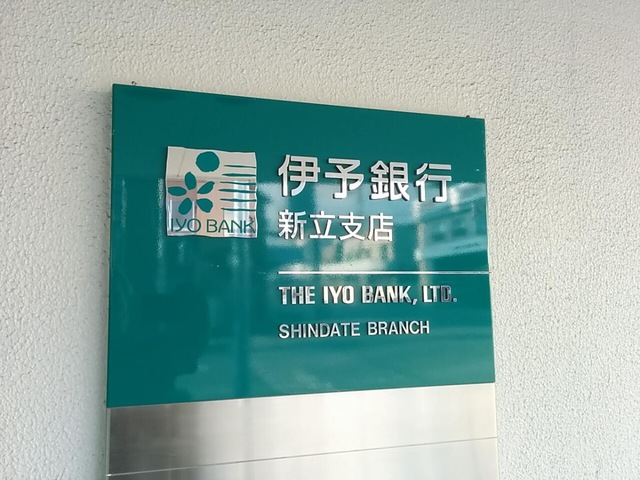 IYO BANK
伊予銀行
新立支店
THE IYO BANK, LTD.
SHINDATE BRANCH